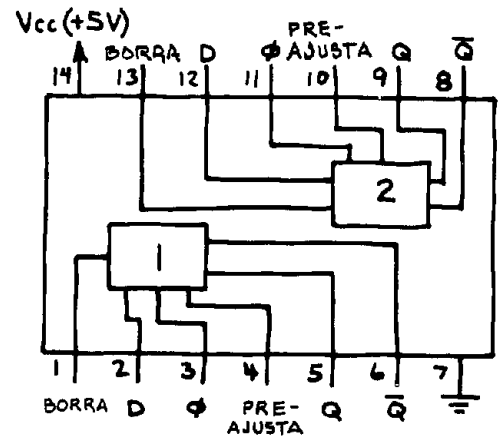 Vcc (+5V)
BORRA D Φ PRE-AJUSTA Q Q̅
14 13 12 11 10 9 8
2
1
1 2 3 4 5 6 7
BORRA D Φ PRE-AJUSTA Q Q̅